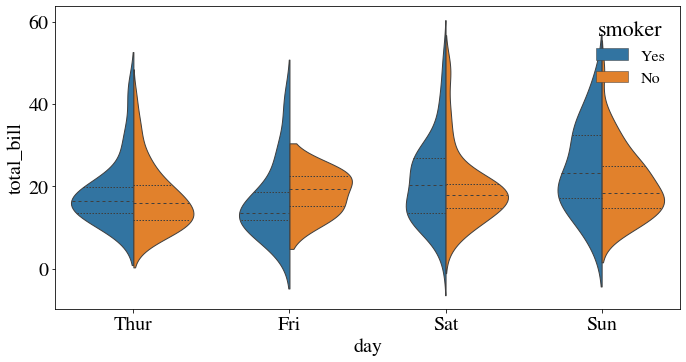 60
40
20
0
total_bill
smoker
Yes
No
Thur Fri Sat Sun
day